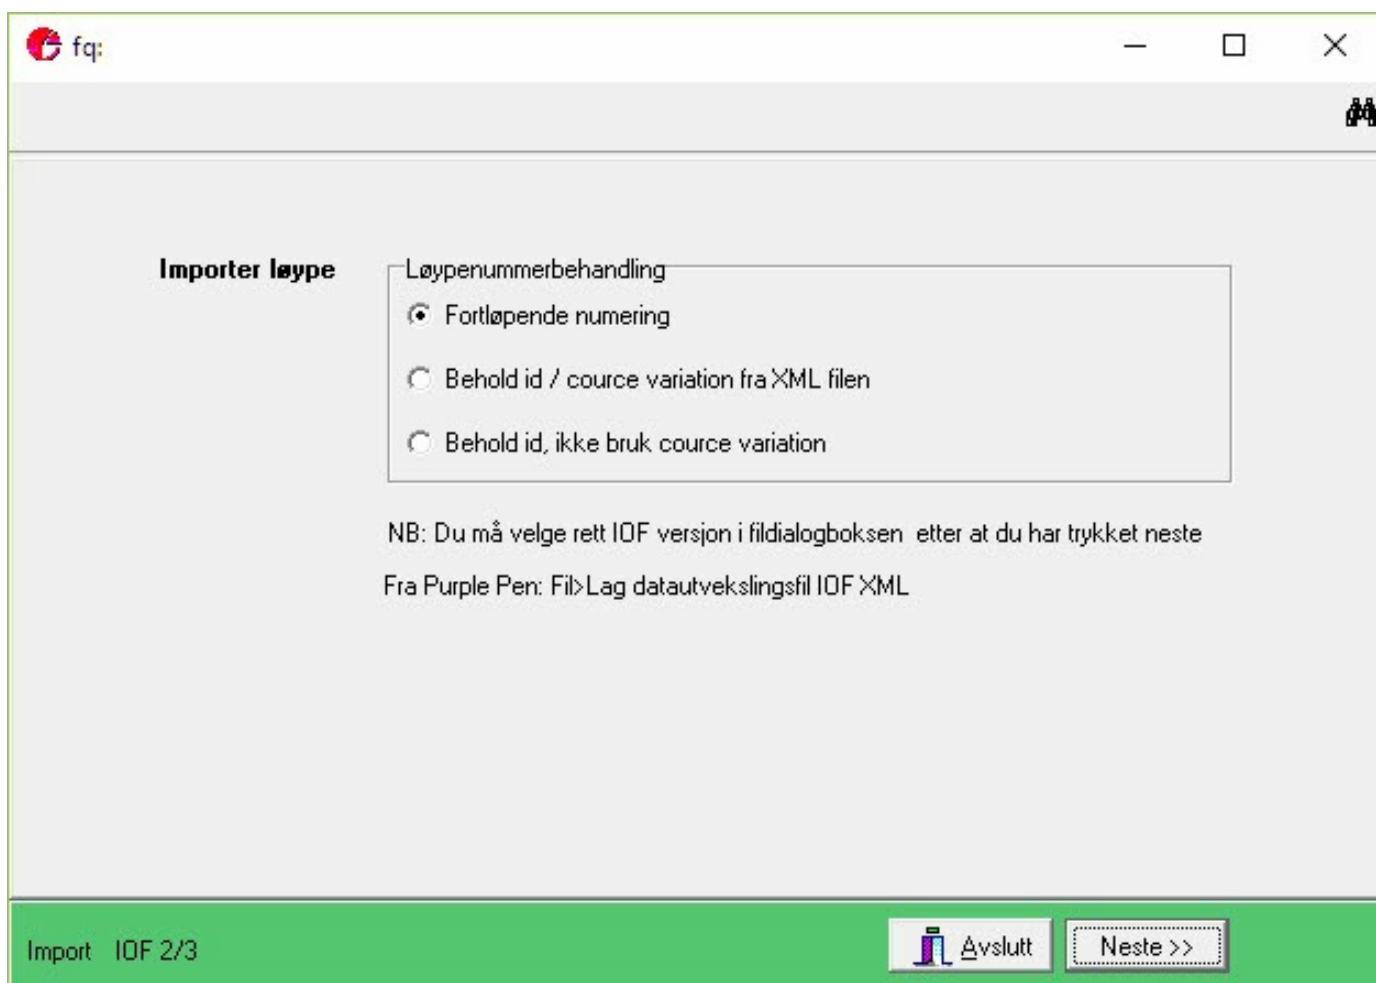 fq:
Importer løype
Løypenummerbehandling
Fortløpende numering
Behold id / cource variation fra XML filen
Behold id, ikke bruk cource variation
NB: Du må velge rett IOF versjon i fildialogboksen  etter at du har trykket neste
Fra Purple Pen: Fil>Lag datautvekslingsfil IOF XML
Import   IOF 2/3
Avslutt
Neste >>